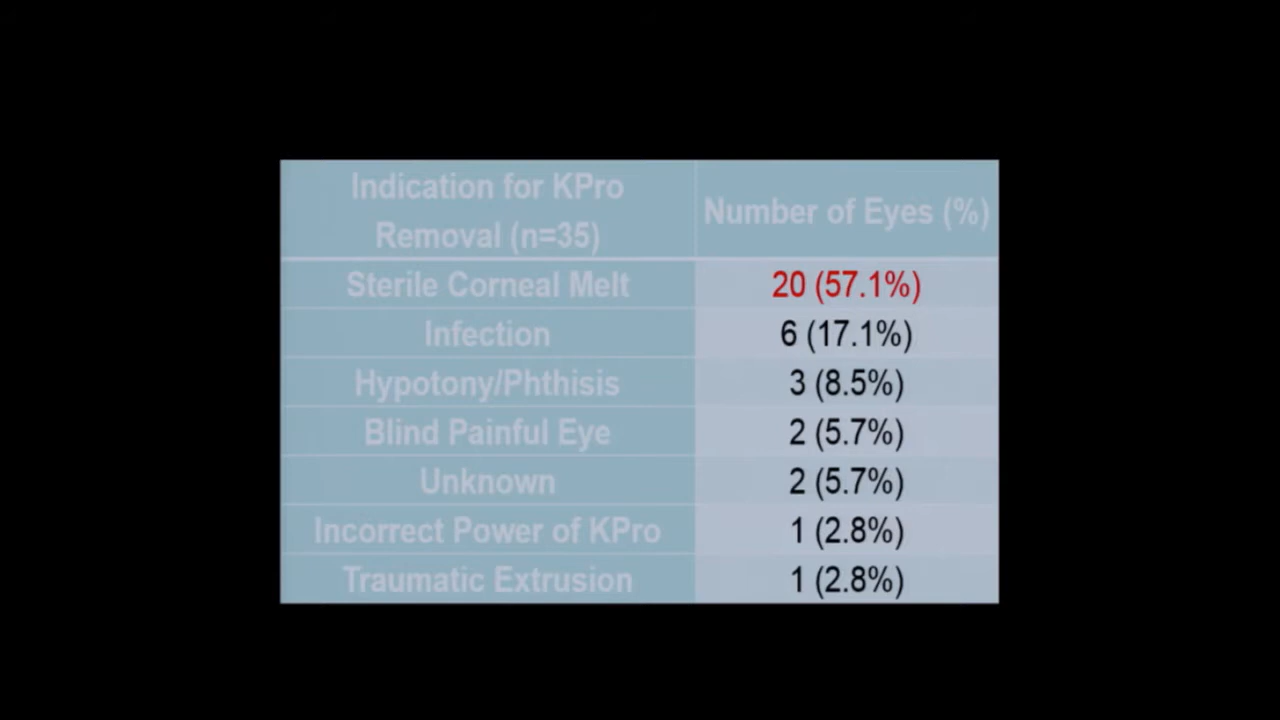 Indication for KPro
Removal (n=35)
Number of Eyes (%)
Sterile Corneal Melt
20 (57.1%)
Infection
6 (17.1%)
Hypotony/Phthisis
3 (8.5%)
Blind Painful Eye
2 (5.7%)
Unknown
2 (5.7%)
Incorrect Power of KPro
1 (2.8%)
Traumatic Extrusion
1 (2.8%)